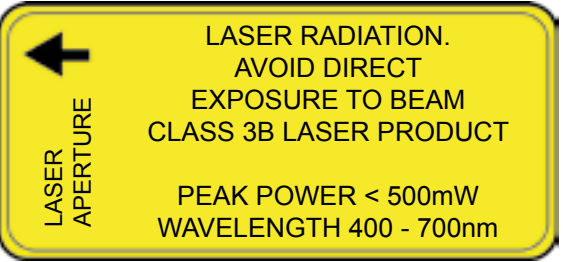 LASER RADIATION.
AVOID DIRECT
EXPOSURE TO BEAM
CLASS 3B LASER PRODUCT
PEAK POWER < 500mW
WAVELENGTH 400 - 700nm
LASER
APERTURE